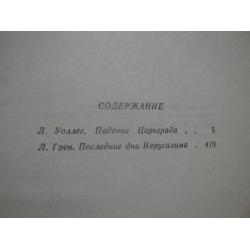 СОДЕРЖАНИЕ
Л. Уоллес. Падение Царьграда . . 5
Л. Грен. Последние дни Иерусалима . 419